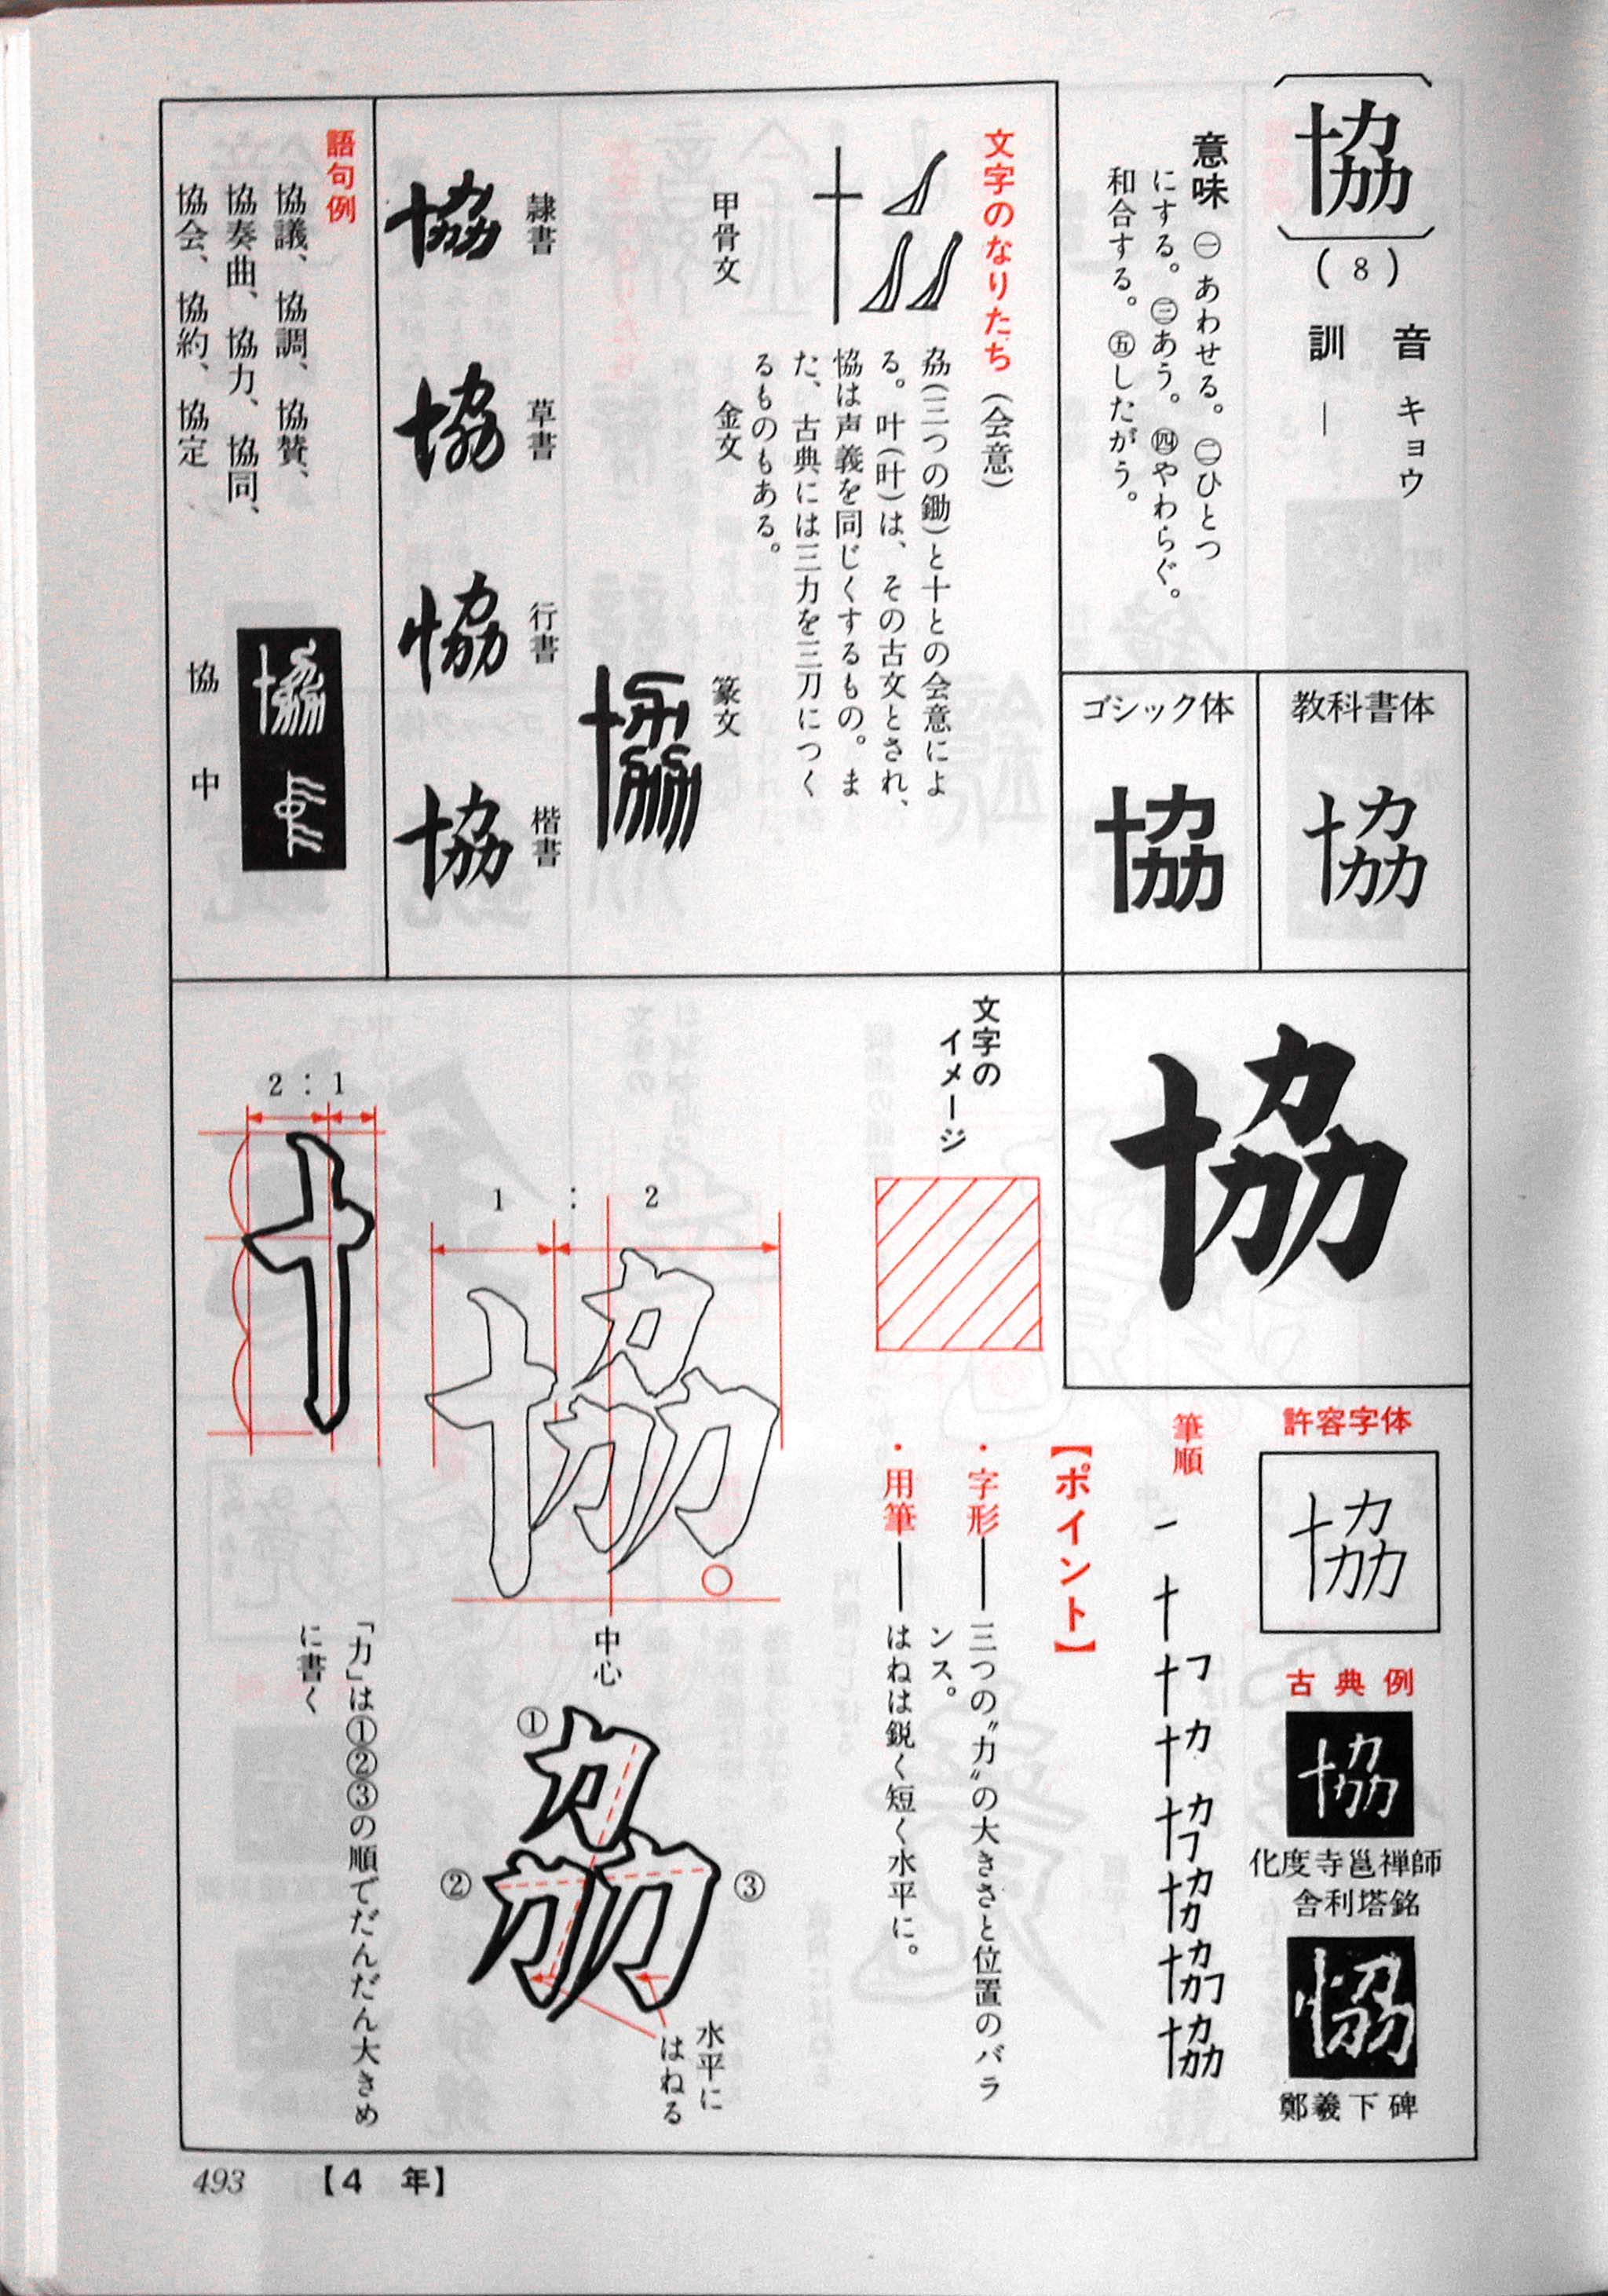 協
(8)
音 キョウ
訓 ―
意味 ㊀あわせる。㊁ひとつ
にする。㊂あう。㊃やわらぐ。
和合する。㊄したがう。
教科書体
協
ゴシック体
協
文字のなりたち（会意）
劦（三つの鋤）と十との会意によ
る。叶（旪）は、その古文とされ、
協は声義を同じくするもの。ま
た、古典には三力を三刀につく
るものもある。
甲骨文
金文
篆文
協
隷書
協
草書
協
行書
協
楷書
協
語句例
協議、協調、協賛、
協奏曲、協力、協同、
協会、協約、協定
協中
協中
協
許容字体
協
古典例
協
化度寺邕禅師
舎利塔銘
協
鄭羲下碑
筆順
一 十 协 協
【ポイント】
・字形――三つの〝力〟の大きさと位置のバラ
ンス。
・用筆――はねは鋭く短く水平に。
文字の
イメージ
1 : 2
協
中心
2 : 1
十
①
②
③
劦
水平に
はねる
「力」は①②③の順でだんだん大きめ
に書く
493 【4 年】